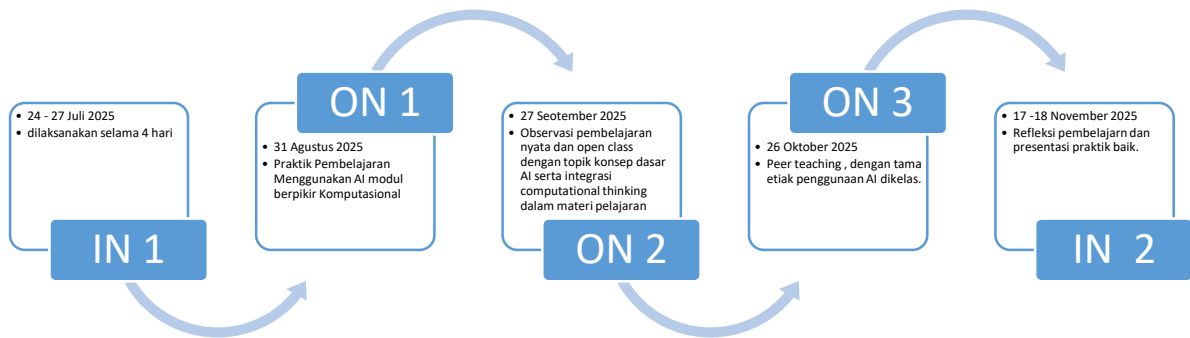 • 24 - 27 Juli 2025
• dilaksanakan selama 4 hari
IN 1
ON 1
• 31 Agustus 2025
• Praktik Pembelajaran
Menggunakan AI modul
berpikir Komputasional
• 27 Seotember 2025
• Observasi pembelajaran
nyata dan open class
dengan topik konsep dasar
AI serta integrasi
computational thinking
dalam materi pelajaran
ON 2
ON 3
• 26 Oktober 2025
• Peer teaching , dengan tama
etiak penggunaan AI dikelas.
• 17 -18 November 2025
• Refleksi pembelajarn dan
presentasi praktik baik.
IN 2